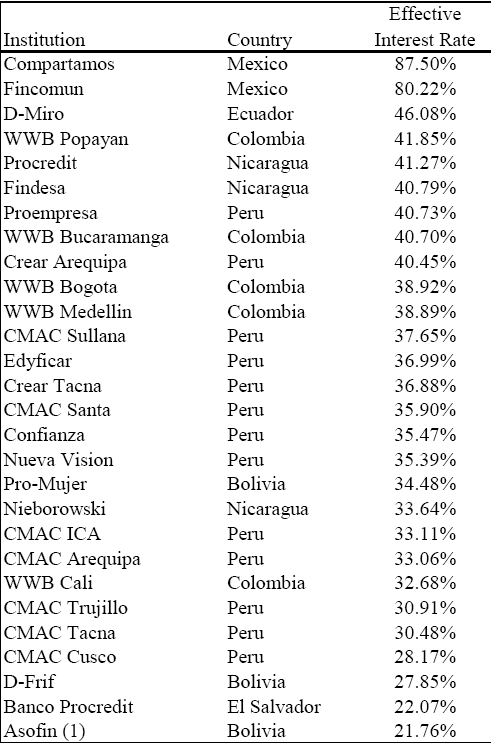 Effective
Institution Country Interest Rate
Compartamos Mexico 87.50%
Fincomun Mexico 80.22%
D-Miro Ecuador 46.08%
WWB Popayan Colombia 41.85%
Procredit Nicaragua 41.27%
Findesa Nicaragua 40.79%
Proempresa Peru 40.73%
WWB Bucaramanga Colombia 40.70%
Crear Arequipa Peru 40.45%
WWB Bogota Colombia 38.92%
WWB Medellin Colombia 38.89%
CMAC Sullana Peru 37.65%
Edyficar Peru 36.99%
Crear Tacna Peru 36.88%
CMAC Santa Peru 35.90%
Confianza Peru 35.47%
Nueva Vision Peru 35.39%
Pro-Mujer Bolivia 34.48%
Nieborowski Nicaragua 33.64%
CMAC ICA Peru 33.11%
CMAC Arequipa Peru 33.06%
WWB Cali Colombia 32.68%
CMAC Trujillo Peru 30.91%
CMAC Tacna Peru 30.48%
CMAC Cusco Peru 28.17%
D-Frif Bolivia 27.85%
Banco Procredit El Salvador 22.07%
Asofin (1) Bolivia 21.76%